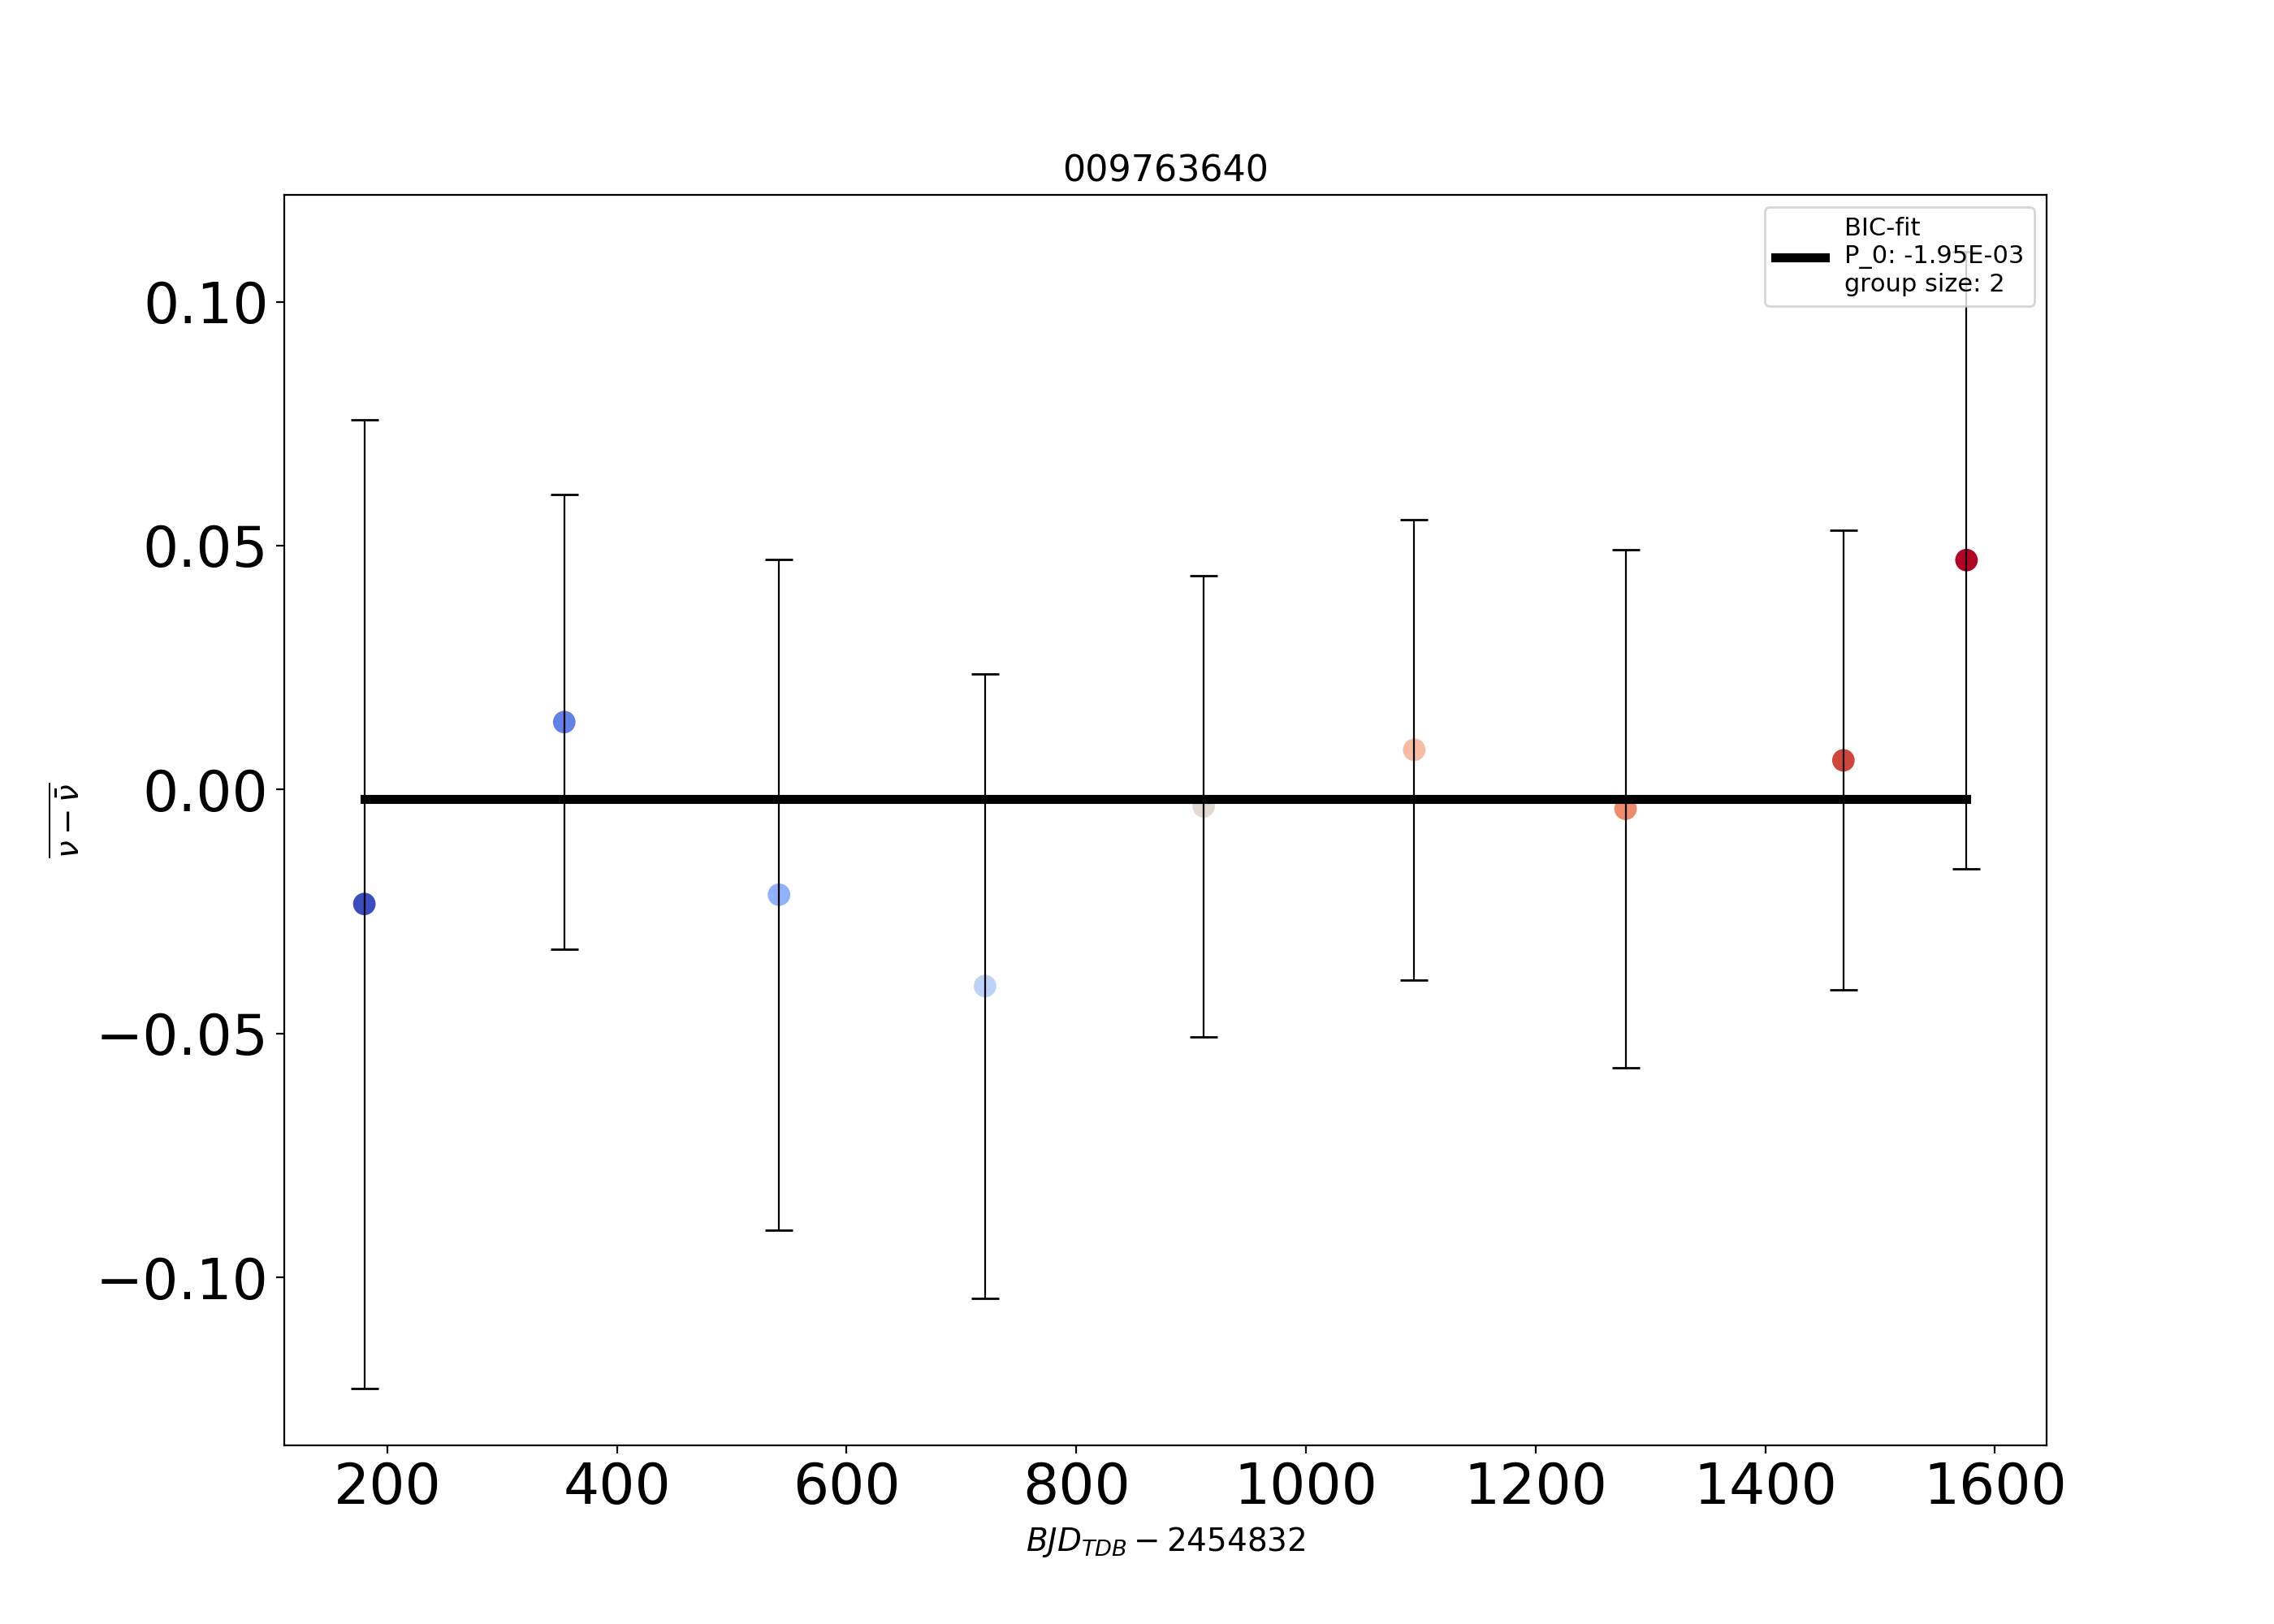 009763640
BIC-fit
P_0: -1.95E-03
group size: 2
0.10
0.05
0.00
−0.05
−0.10
ν − ν̄
200 400 600 800 1000 1200 1400 1600
BJD_TDB − 2454832